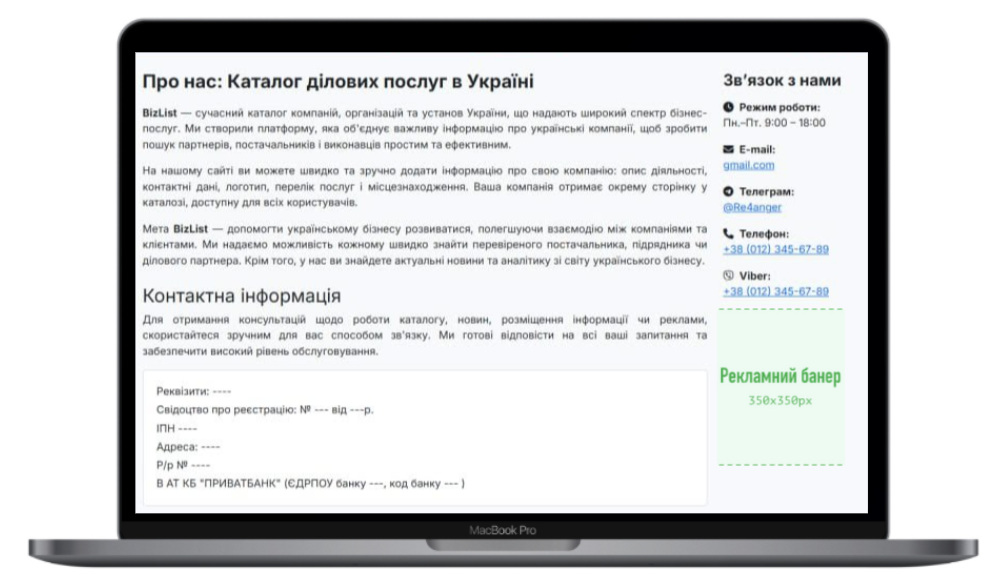 Про нас: Каталог ділових послуг в Україні
BizList — сучасний каталог компаній, організацій та установ України, що надають широкий спектр бізнес-
послуг. Ми створили платформу, яка об'єднує важливу інформацію про українські компанії, щоб зробити
пошук партнерів, постачальників і виконавців простим та ефективним.
На нашому сайті ви можете швидко та зручно додати інформацію про свою компанію: опис діяльності,
контактні дані, логотип, перелік послуг і місцезнаходження. Ваша компанія отримає окрему сторінку у
каталозі, доступну для всіх користувачів.
Мета BizList — допомогти українському бізнесу розвиватися, полегшуючи взаємодію між компаніями та
клієнтами. Ми надаємо можливість кожному швидко знайти перевіреного постачальника, підрядника чи
ділового партнера. Крім того, у нас ви знайдете актуальні новини та аналітику зі світу українського бізнесу.
Контактна інформація
Для отримання консультацій щодо роботи каталогу, новин, розміщення інформації чи реклами,
скористайтеся зручним для вас способом зв'язку. Ми готові відповісти на всі ваші запитання та
забезпечити високий рівень обслуговування.
Реквізити: ----
Свідоцтво про реєстрацію: № --- від ---р.
ІПН ----
Адреса: ----
Р/р № ----
В АТ КБ "ПРИВАТБАНК" (ЄДРПОУ банку ---, код банку --- )
Зв'язок з нами
Режим роботи:
Пн.–Пт. 9:00 – 18:00
E-mail:
gmail.com
Телеграм:
@Re4anger
Телефон:
+38 (012) 345-67-89
Viber:
+38 (012) 345-67-89
Рекламний банер
350x350px
MacBook Pro